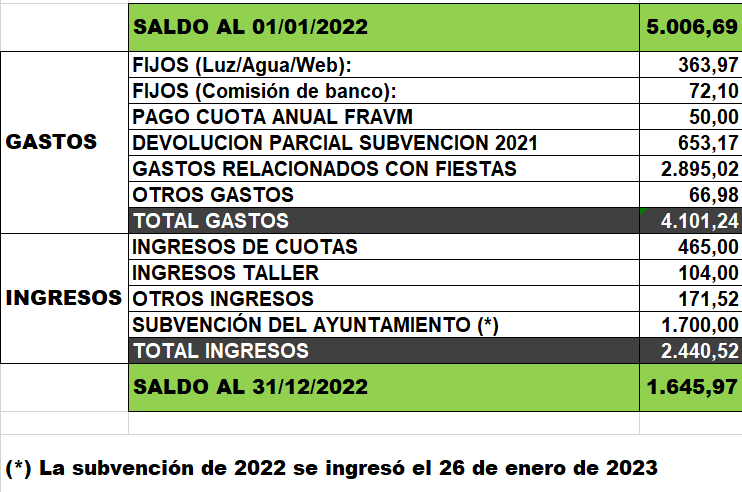 SALDO AL 01/01/2022 5.006,69
GASTOS
FIJOS (Luz/Agua/Web): 363,97
FIJOS (Comisión de banco): 72,10
PAGO CUOTA ANUAL FRAVM 50,00
DEVOLUCION PARCIAL SUBVENCION 2021 653,17
GASTOS RELACIONADOS CON FIESTAS 2.895,02
OTROS GASTOS 66,98
TOTAL GASTOS 4.101,24
INGRESOS
INGRESOS DE CUOTAS 465,00
INGRESOS TALLER 104,00
OTROS INGRESOS 171,52
SUBVENCIÓN DEL AYUNTAMIENTO (*) 1.700,00
TOTAL INGRESOS 2.440,52
SALDO AL 31/12/2022 1.645,97
(*) La subvención de 2022 se ingresó el 26 de enero de 2023